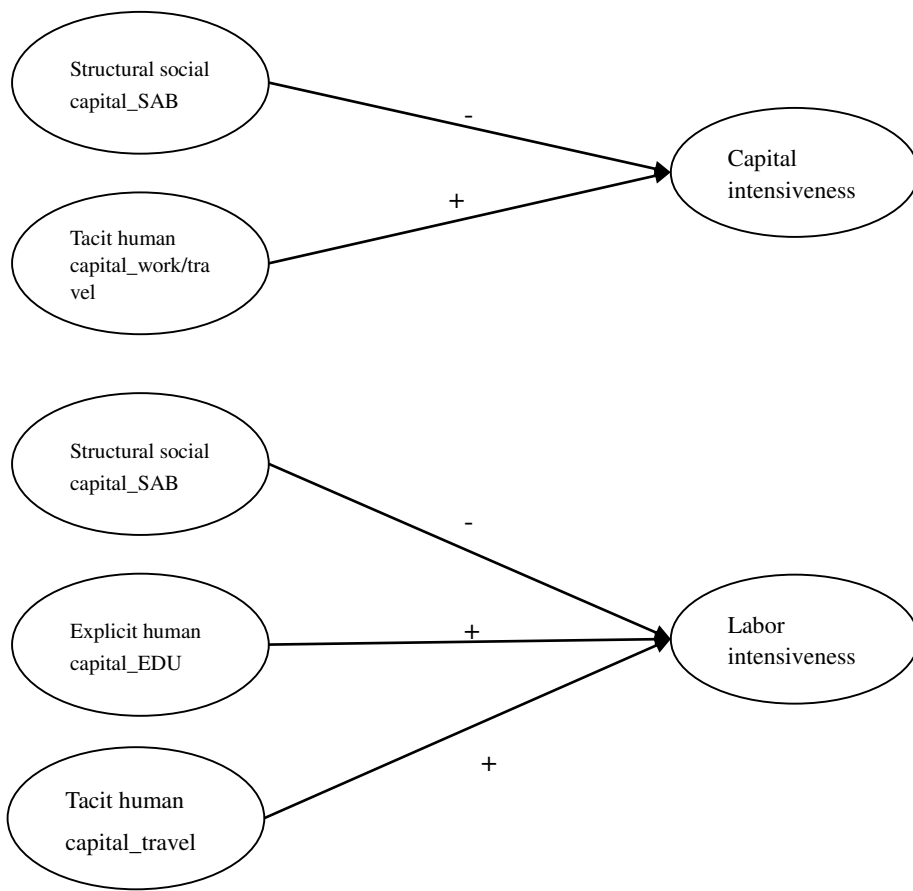 Structural social
capital_SAB
-
Capital
intensiveness
+
Tacit human
capital_work/tra
vel
Structural social
capital_SAB
-
Explicit human
capital_EDU
+
Labor
intensiveness
+
Tacit human
capital_travel